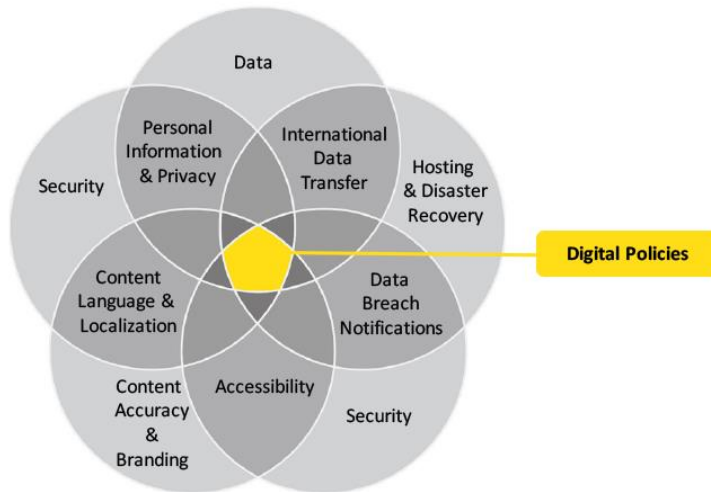 Data
Personal
Information
& Privacy
International
Data
Transfer
Security
Hosting
& Disaster
Recovery
Digital Policies
Content
Language &
Localization
Data
Breach
Notifications
Content
Accuracy
&
Branding
Accessibility
Security